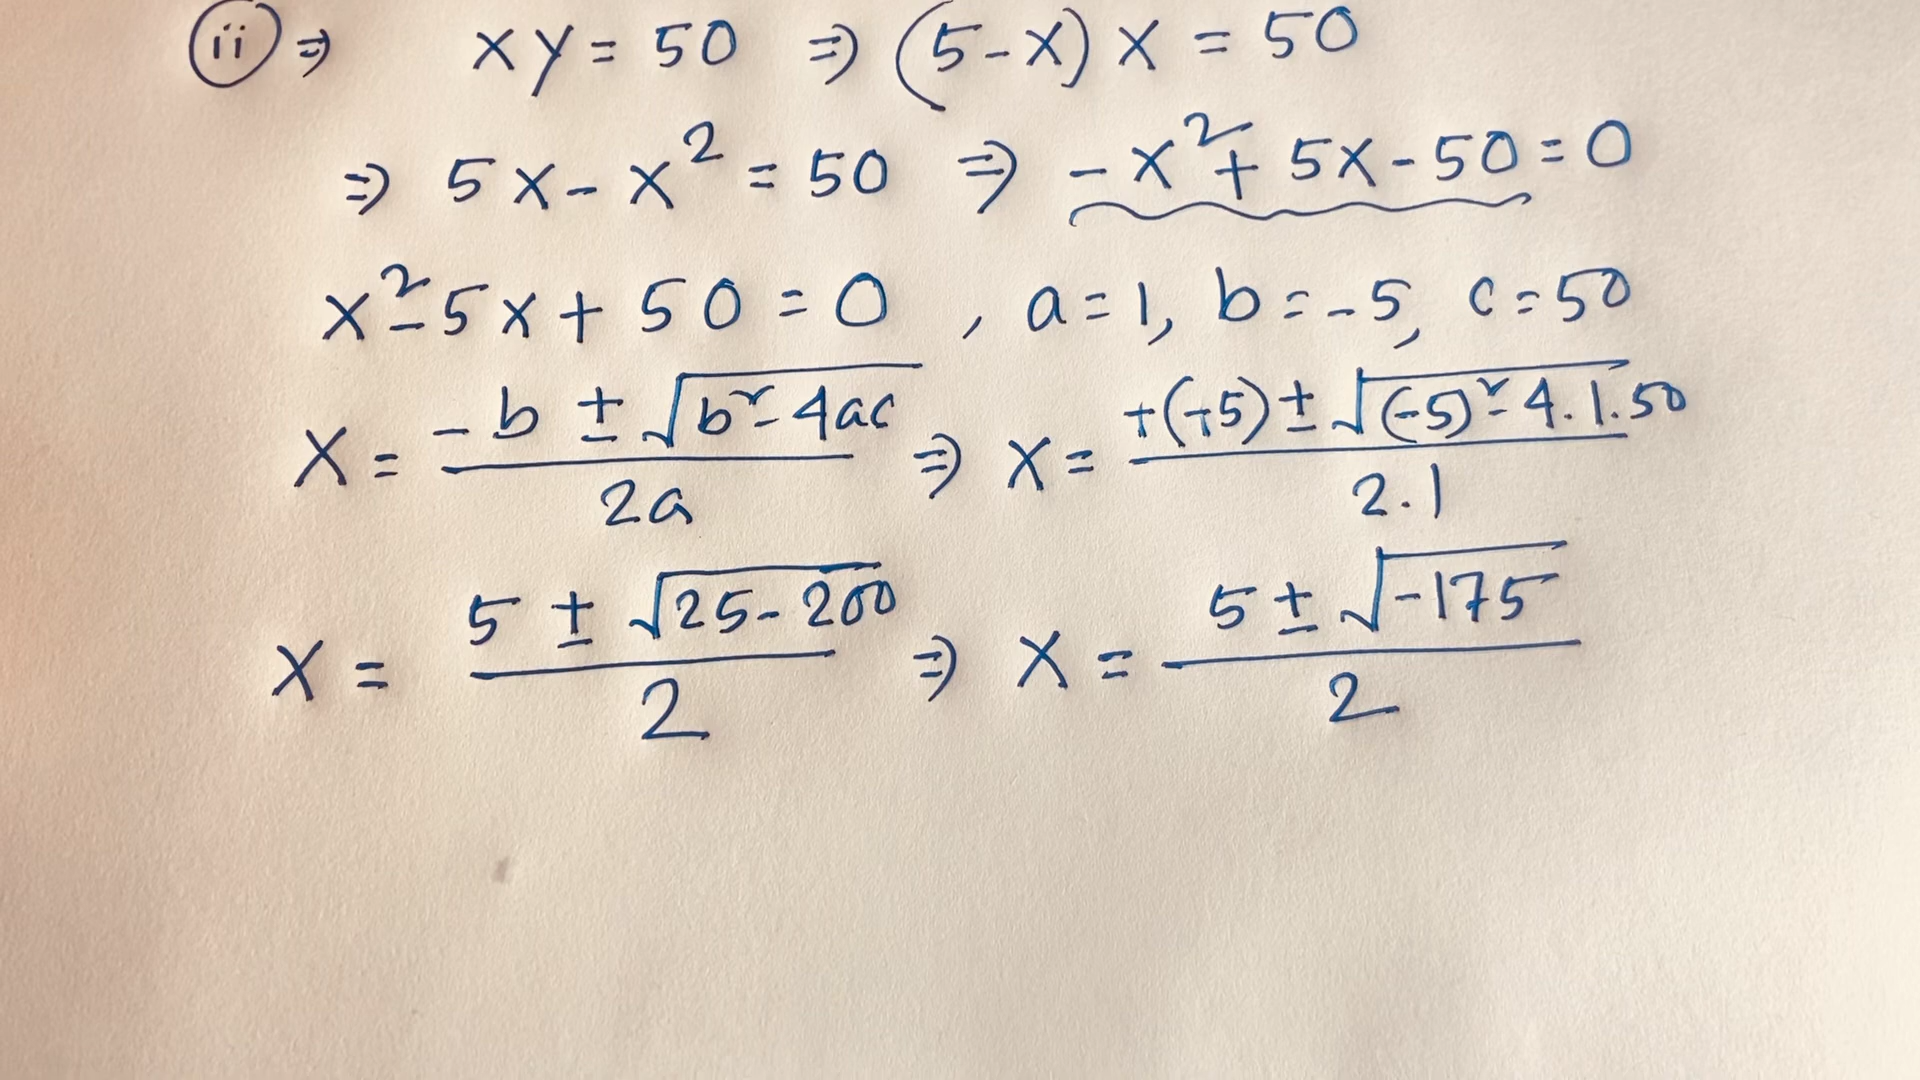 ii ⇒ xy = 50 ⇒ (5-x) x = 50
⇒ 5x - x² = 50 ⇒ -x² + 5x - 50 = 0
x² - 5x + 50 = 0 , a = 1, b = -5, c = 50
x = (-b ± √(b² - 4ac)) / 2a ⇒ x = (+(+5) ± √((-5)² - 4.1.50)) / 2.1
x = (5 ± √(25 - 200)) / 2 ⇒ x = (5 ± √(-175)) / 2